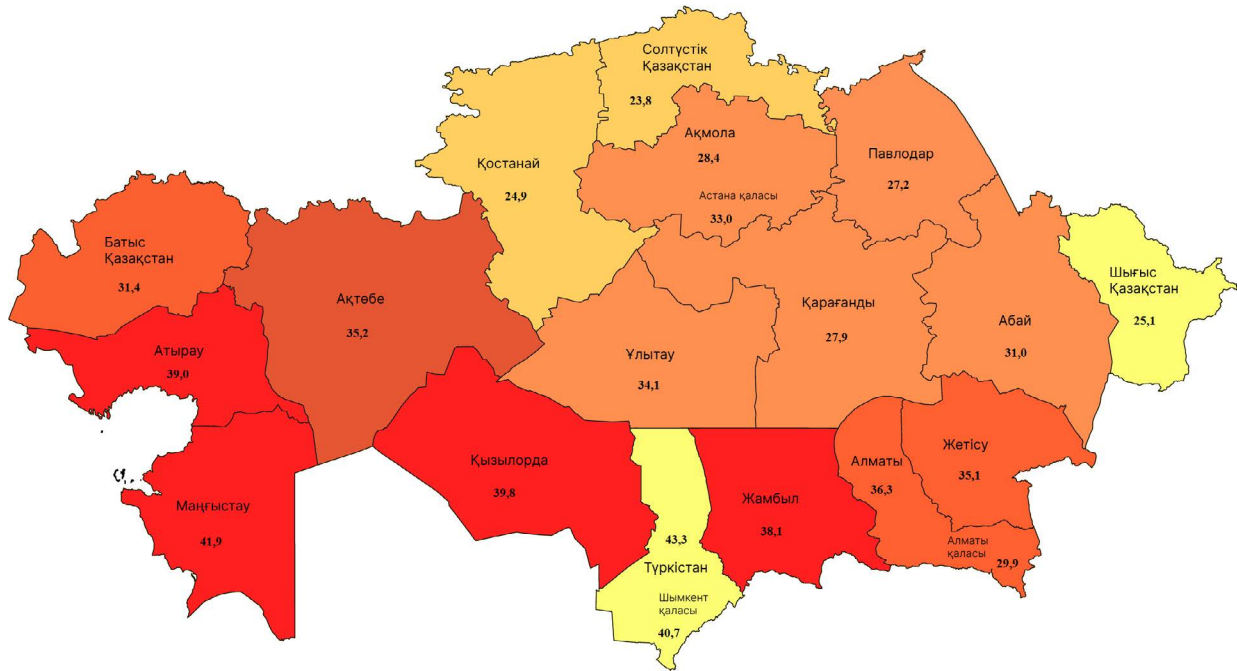 Солтүстік
Қазақстан
23,8
Ақмола
28,4
Астана қаласы
33,0
Павлодар
27,2
Қостанай
24,9
Батыс
Қазақстан
31,4
Ақтөбе
35,2
Атырау
39,0
Маңғыстау
41,9
Қызылорда
39,8
Ұлытау
34,1
Қарағанды
27,9
Абай
31,0
Шығыс
Қазақстан
25,1
Жетісу
35,1
Алматы
36,3
Алматы
қаласы
29,9
Жамбыл
38,1
43,3
Түркістан
Шымкент
қаласы
40,7